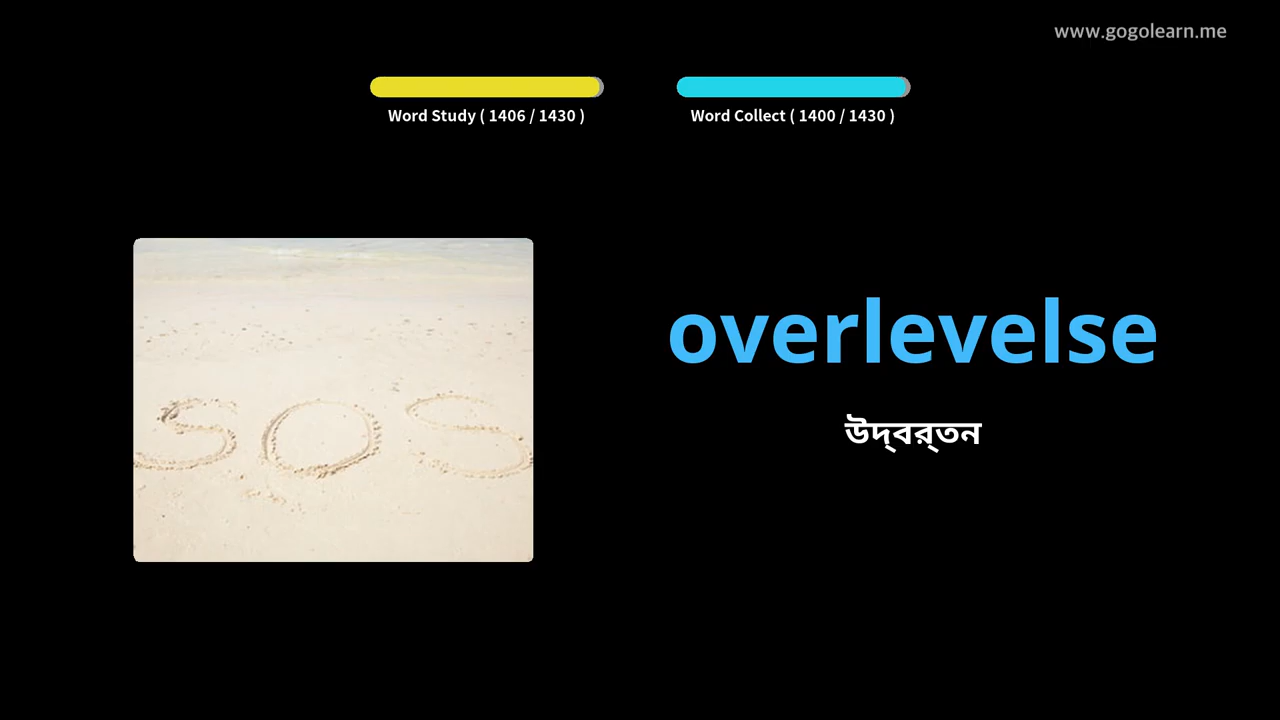 www.gogolearn.me
Word Study ( 1406 / 1430 )
Word Collect ( 1400 / 1430 )
SOS
overlevelse
উদ্‌বর্তন